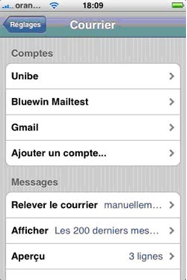 oran... 18:09
Réglages Courrier
Comptes
Unibe
Bluewin Mailtest
Gmail
Ajouter un compte...
Messages
Relever le courrier manuellem...
Afficher Les 200 derniers mes...
Aperçu 3 lignes